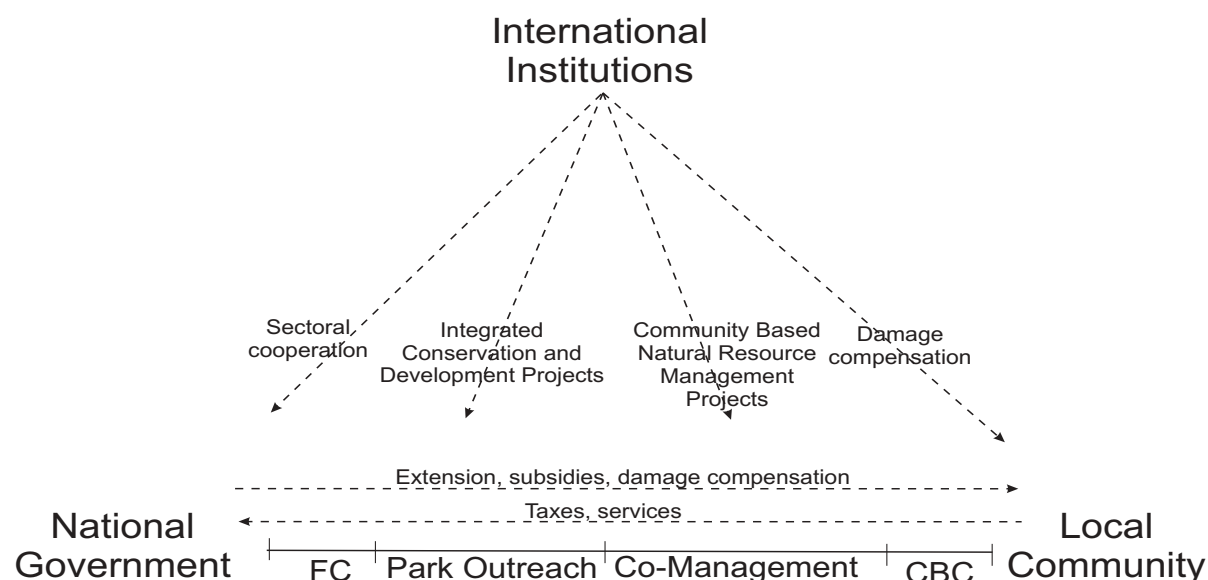 International
Institutions
Sectoral
cooperation
Integrated
Conservation and
Development Projects
Community Based
Natural Resource
Management
Projects
Damage
compensation
Extension, subsidies, damage compensation
Taxes, services
National
Government
FC
Park Outreach
Co-Management
CBC
Local
Community